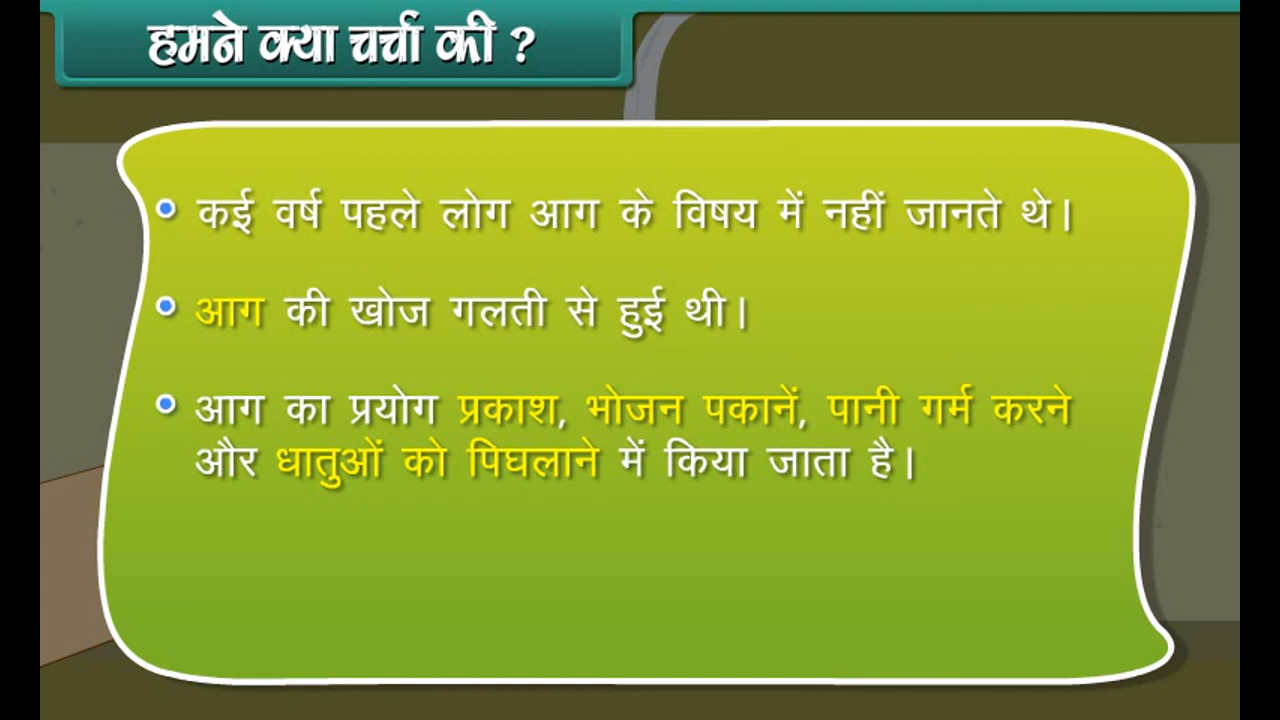 हमने क्या चर्चा की ?
कई वर्ष पहले लोग आग के विषय में नहीं जानते थे।
आग की खोज गलती से हुई थी।
आग का प्रयोग प्रकाश, भोजन पकानें, पानी गर्म करने
और धातुओं को पिघलाने में किया जाता है।